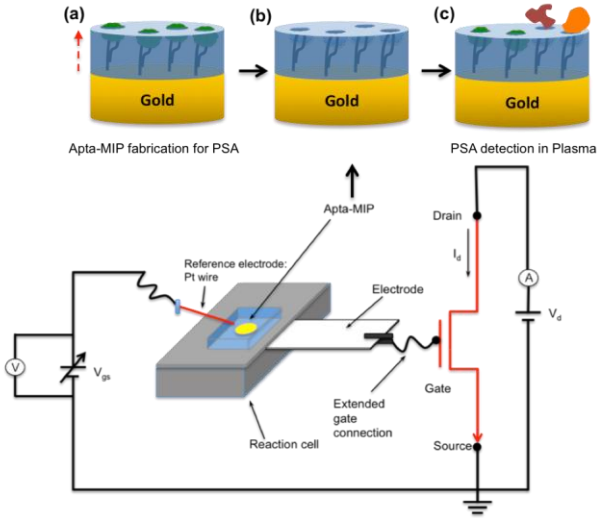 (a)
(b)
(c)
Gold
Gold
Gold
Apta-MIP fabrication for PSA
PSA detection in Plasma
Apta-MIP
Drain
Reference electrode:
Pt wire
Id
A
Electrode
Vd
V
Vgs
Gate
Extended
gate
connection
Reaction cell
Source